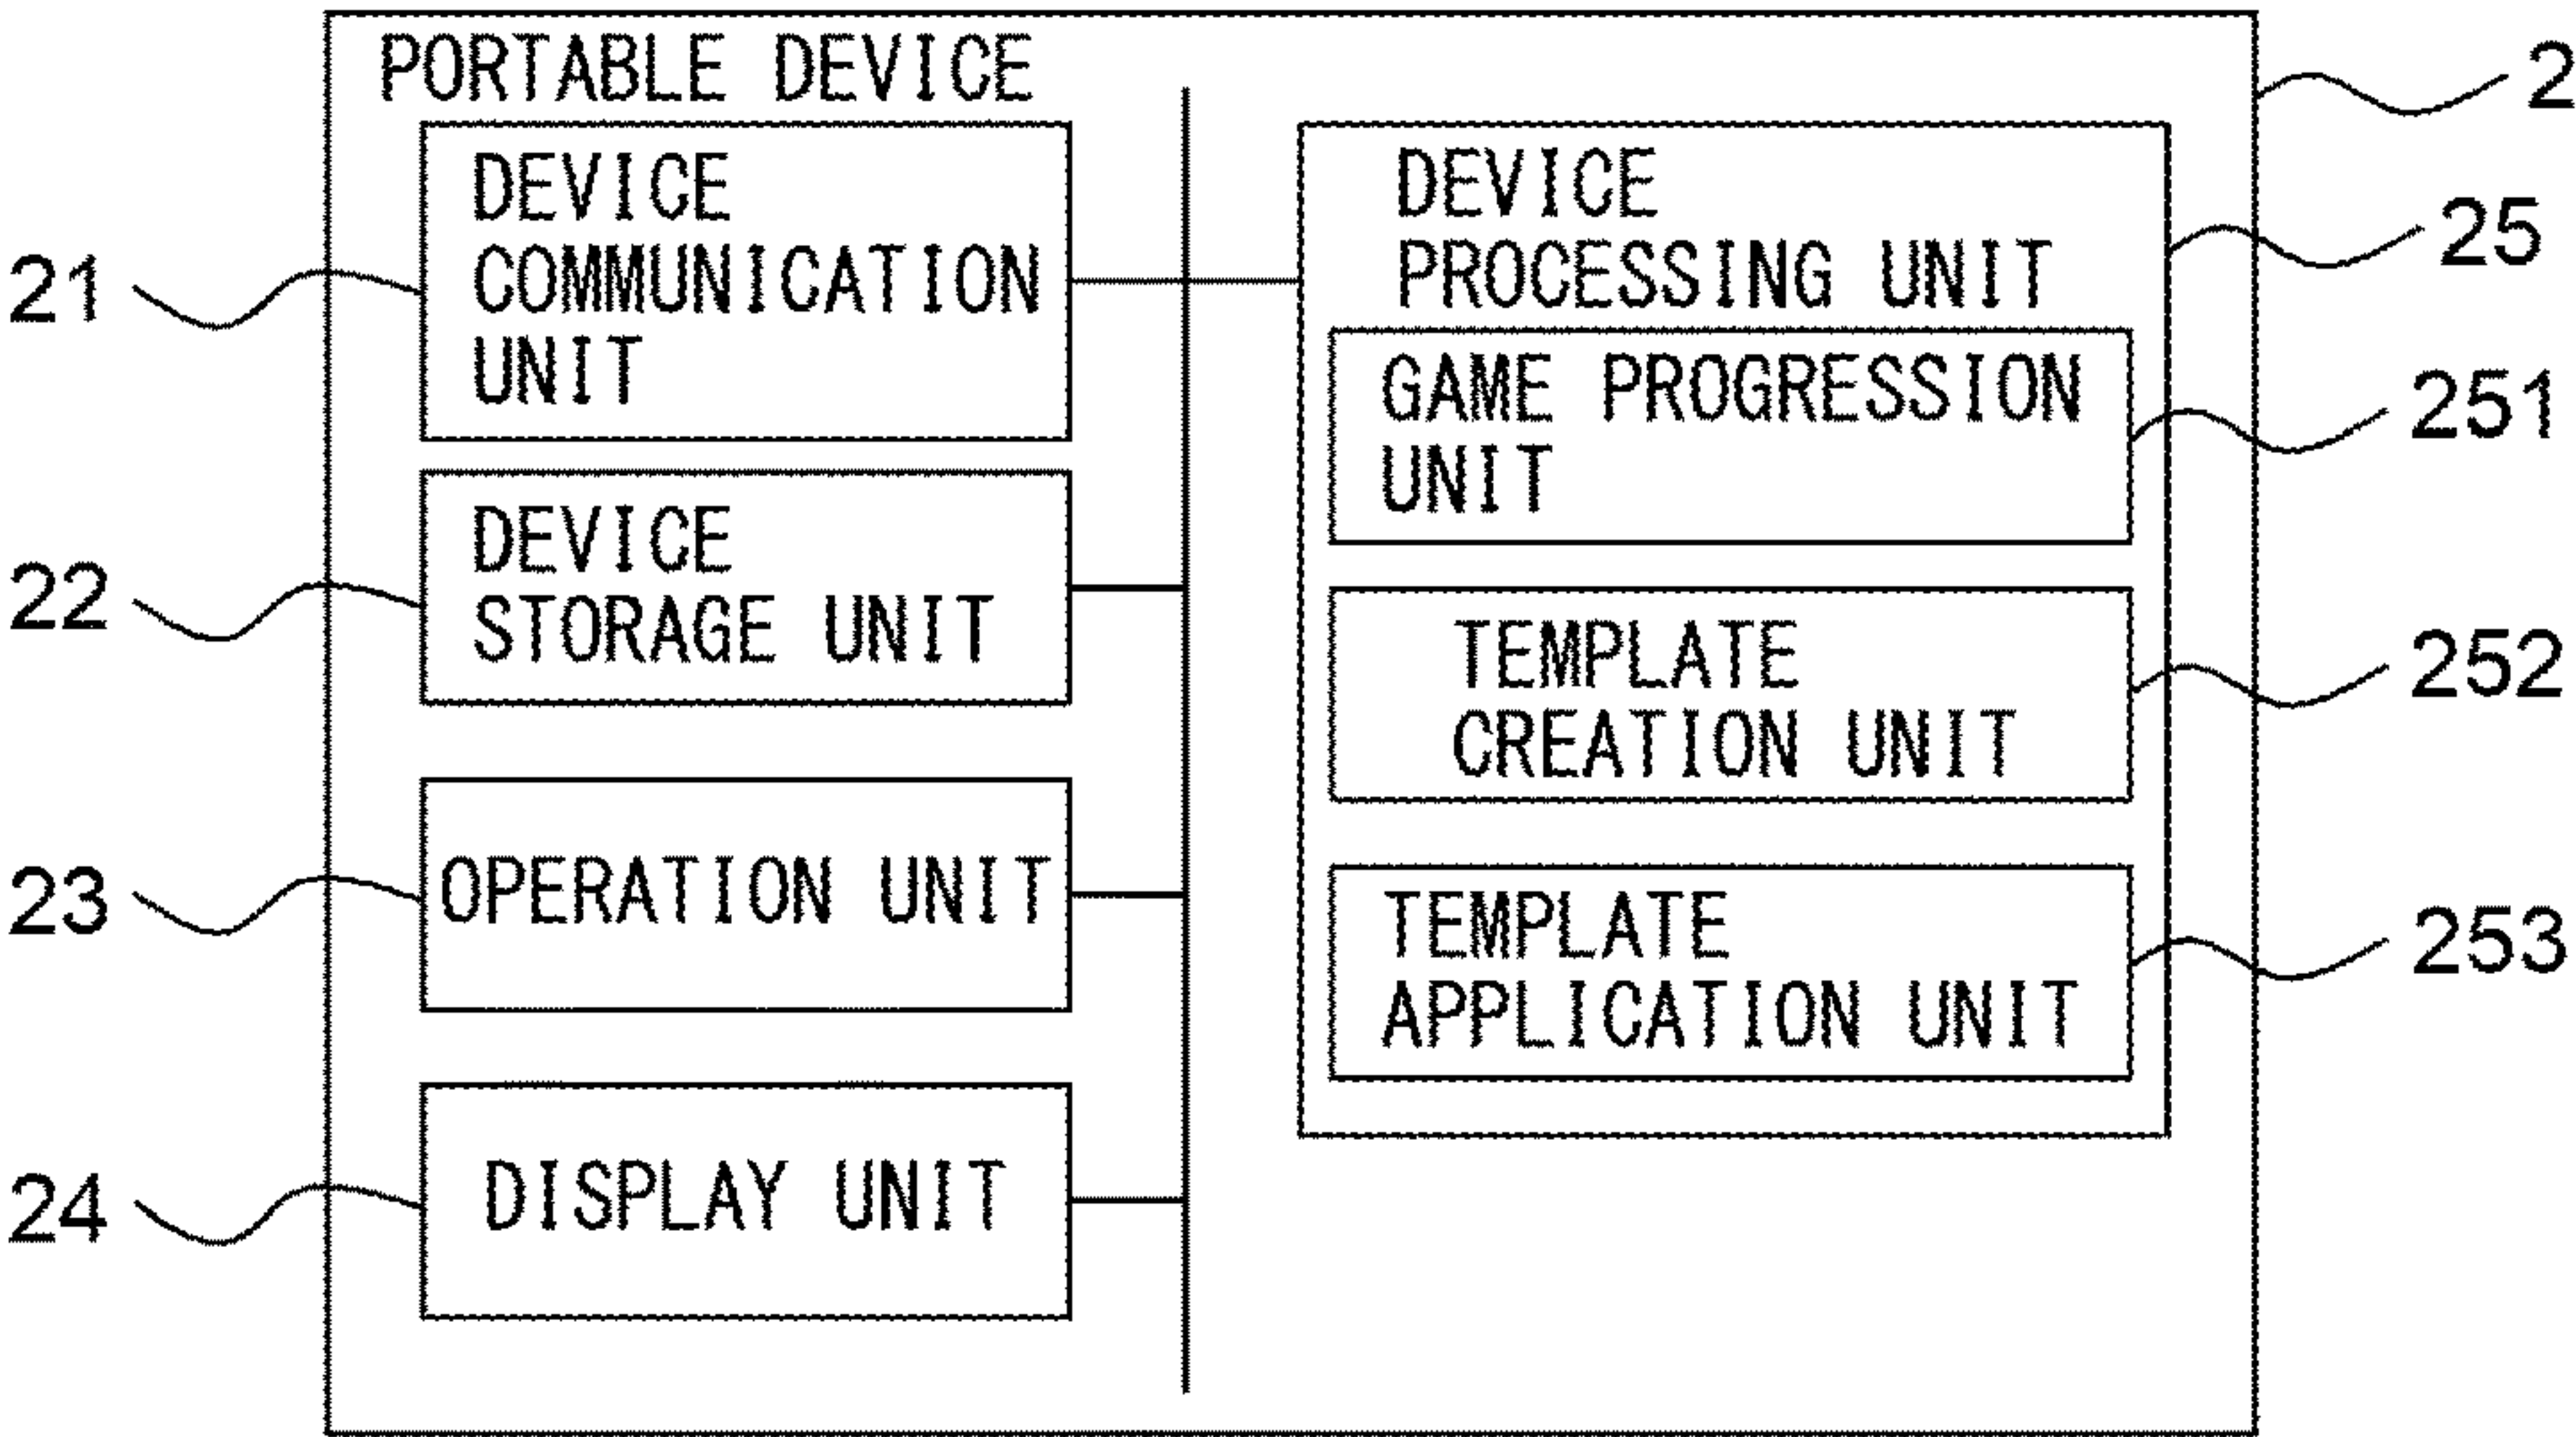 PORTABLE DEVICE
2
DEVICE
COMMUNICATION
UNIT
21
DEVICE
STORAGE UNIT
22
OPERATION UNIT
23
DISPLAY UNIT
24
DEVICE
PROCESSING UNIT
25
GAME PROGRESSION
UNIT
251
TEMPLATE
CREATION UNIT
252
TEMPLATE
APPLICATION UNIT
253